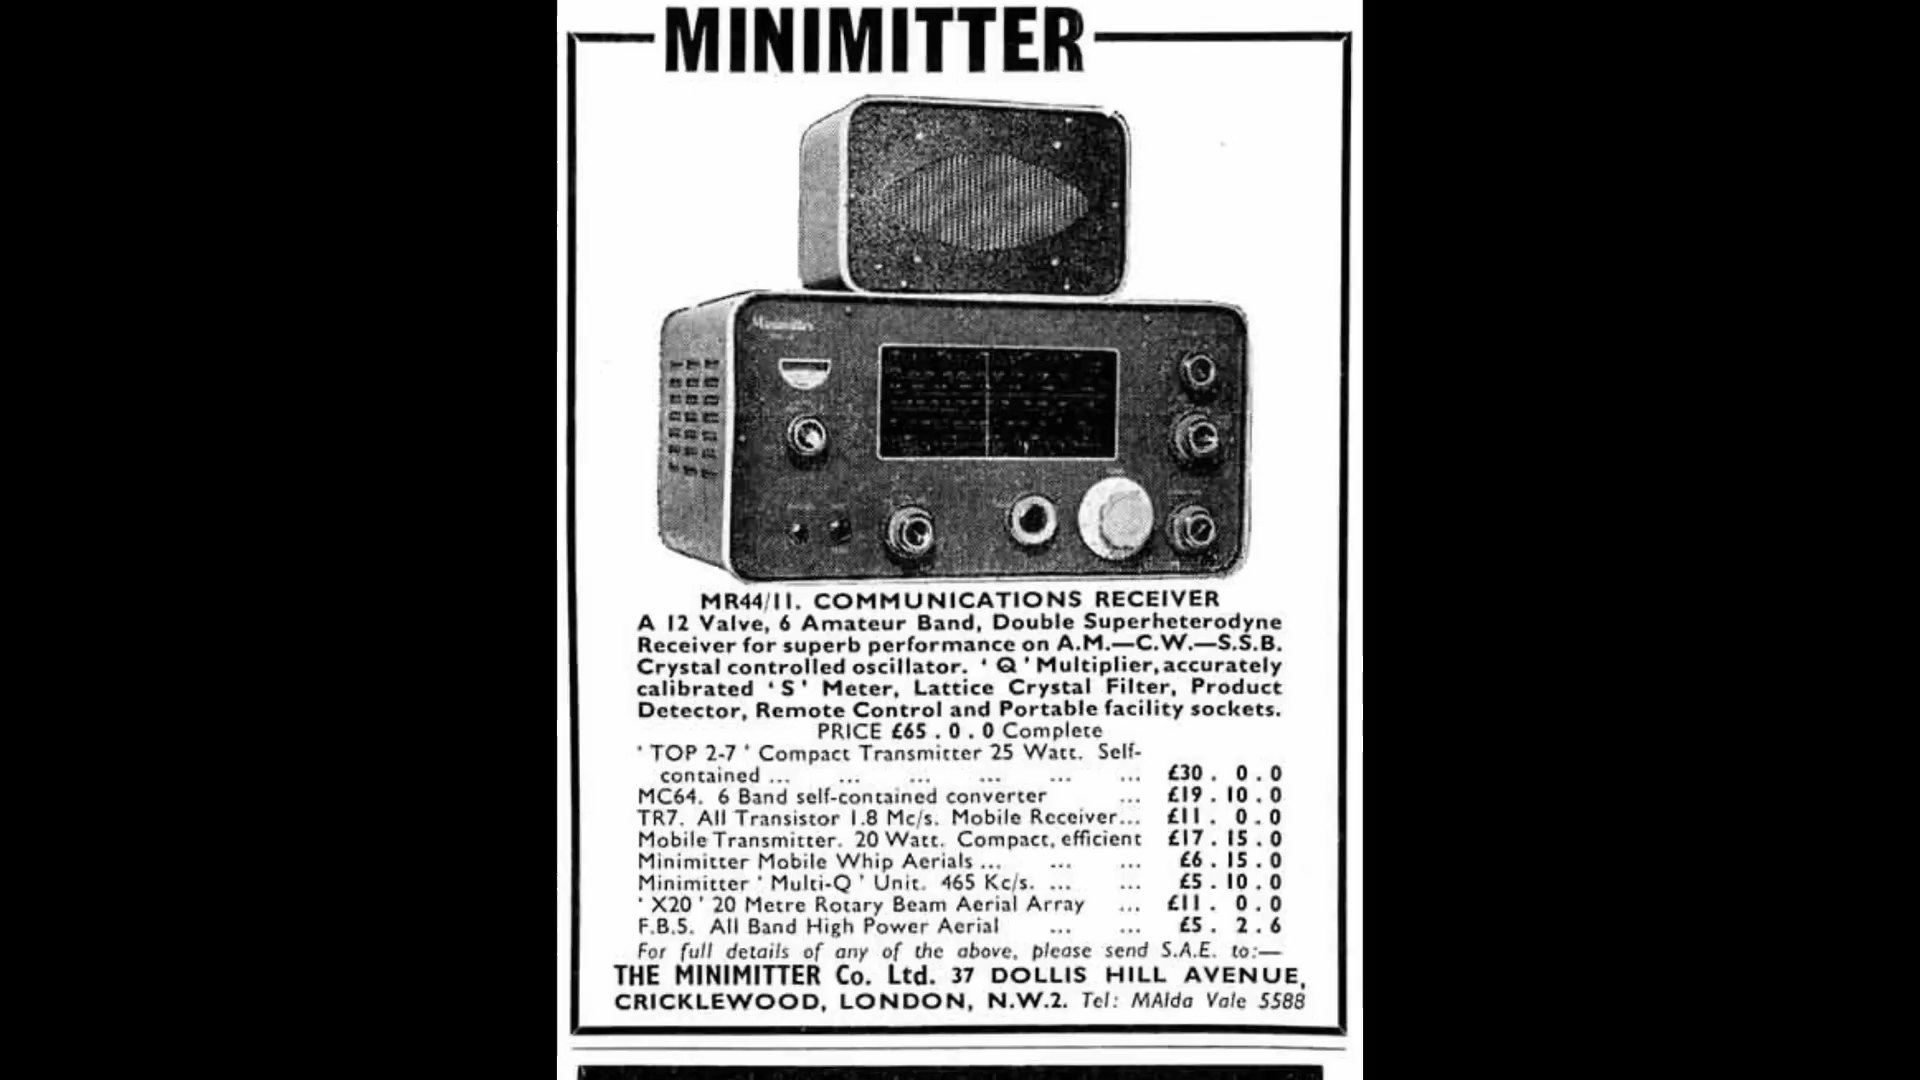 MINIMITTER
Minimitter
MR44/II. COMMUNICATIONS RECEIVER
A 12 Valve, 6 Amateur Band, Double Superheterodyne
Receiver for superb performance on A.M.—C.W.—S.S.B.
Crystal controlled oscillator. ' Q ' Multiplier, accurately
calibrated ' S ' Meter, Lattice Crystal Filter, Product
Detector, Remote Control and Portable facility sockets.
PRICE £65 . 0 . 0 Complete
' TOP 2-7 ' Compact Transmitter 25 Watt. Self-
contained ... ... ... ... ... ... £30 . 0 . 0
MC64. 6 Band self-contained converter ... £19 . 10 . 0
TR7. All Transistor 1.8 Mc/s. Mobile Receiver... £11 . 0 . 0
Mobile Transmitter. 20 Watt. Compact, efficient £17 . 15 . 0
Minimitter Mobile Whip Aerials ... ... ... £6 . 15 . 0
Minimitter ' Multi-Q ' Unit. 465 Kc/s. ... ... £5 . 10 . 0
' X20 ' 20 Metre Rotary Beam Aerial Array ... £11 . 0 . 0
F.B.5. All Band High Power Aerial ... ... £5 . 2 . 6
For full details of any of the above, please send S.A.E. to:—
THE MINIMITTER Co. Ltd. 37 DOLLIS HILL AVENUE,
CRICKLEWOOD, LONDON, N.W.2. Tel: MAIda Vale 5588